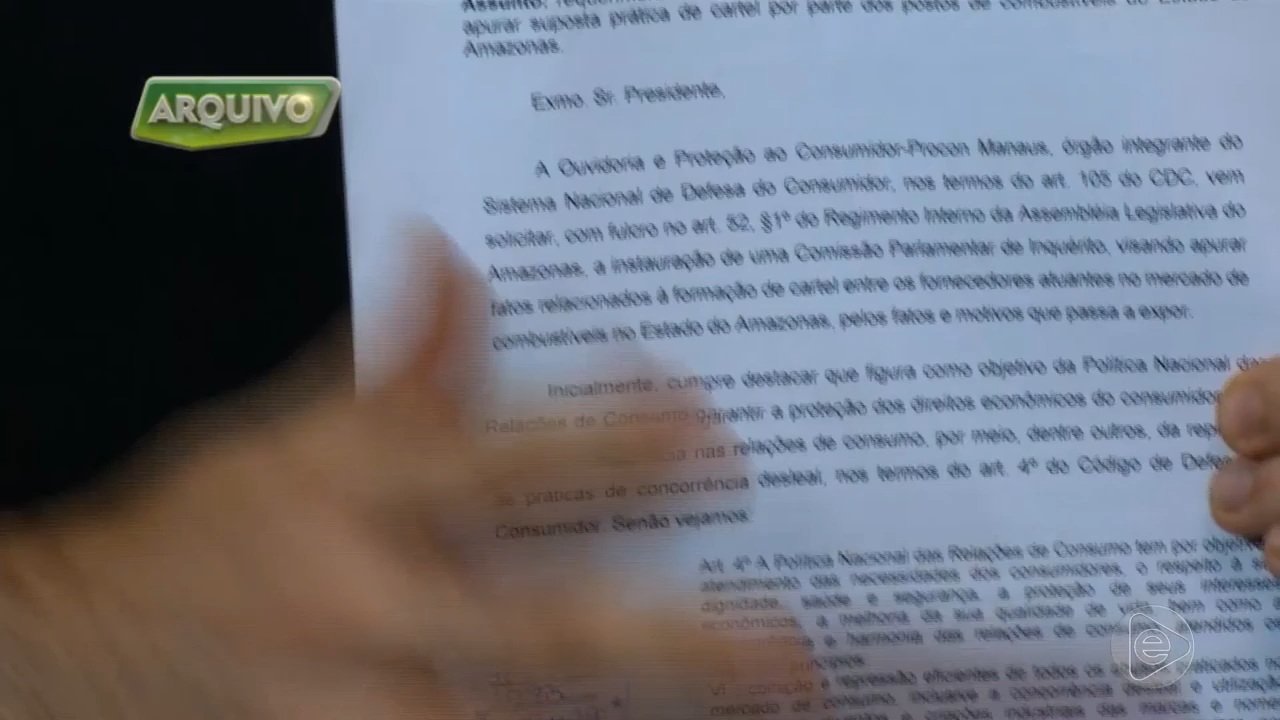 ARQUIVO
Assunto:
apurar suposta prática de cartel por parte dos postos de combustíveis do Estado
Amazonas.
Exmo. Sr. Presidente,
A Ouvidoria e Proteção ao Consumidor-Procon Manaus, órgão integrante do
Sistema Nacional de Defesa do Consumidor, nos termos do art. 105 do CDC, vem
solicitar, com fulcro no art. 52, §1º do Regimento Interno da Assembléia Legislativa do
Amazonas, a instauração de uma Comissão Parlamentar de Inquérito, visando apurar
fatos relacionados à formação de cartel entre os fornecedores atuantes no mercado de
combustíveis no Estado do Amazonas, pelos fatos e motivos que passa a expor.
Inicialmente, cumpre destacar que figura como objetivo da Política Nacional das
Relações de Consumo garantir a proteção dos direitos econômicos do consumidor
nas relações de consumo, por meio, dentre outros, da
de práticas de concorrência desleal, nos termos do art. 4º do Código de
Consumidor. Senão vejamos.
Art. 4º A Política Nacional das Relações de Consumo tem por
atendimento das necessidades dos consumidores, o respeito à
dignidade, saúde e segurança, a proteção de seus
econômicos, a melhoria da sua qualidade de vida, bem como a
e harmonia das relações de
princípios:
e repressão eficientes de todos os
mercado de consumo, inclusive a concorrência desleal e
e criações industriais das marcas e
e